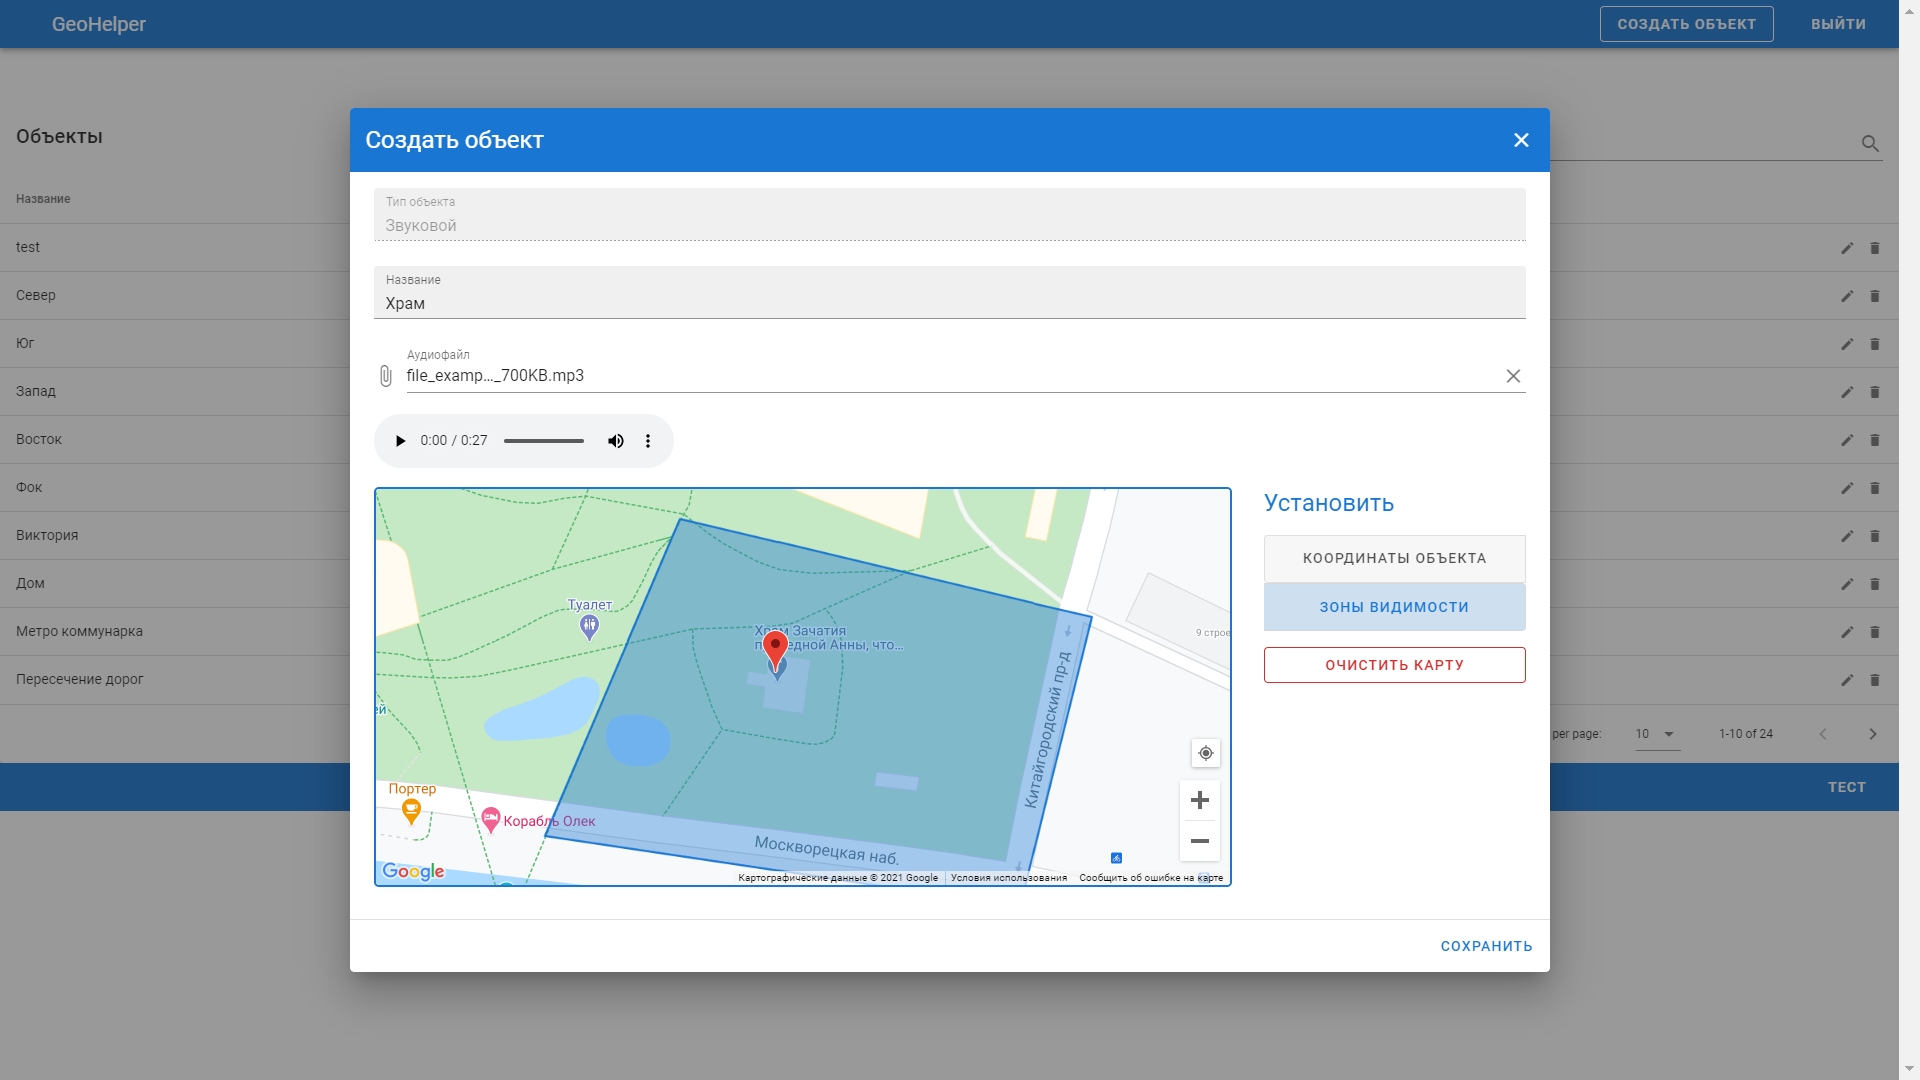 GeoHelper
СОЗДАТЬ ОБЪЕКТ
ВЫЙТИ
Объекты
Название
test
Север
Юг
Запад
Восток
Фок
Виктория
Дом
Метро коммунарка
Пересечение дорог
per page:
10
1-10 of 24
ТЕСТ
Создать объект
Тип объекта
Звуковой
Название
Храм
Аудиофайл
file_examp..._700KB.mp3
0:00 / 0:27
Туалет
Храм Зачатия
Анны, что...
9 строе
Китайгородский пр-д
ей
Портер
Корабль Олек
Москворецкая наб.
Google
Картографические данные © 2021 Google
Условия использования
Сообщить об ошибке на карте
Установить
КООРДИНАТЫ ОБЪЕКТА
ЗОНЫ ВИДИМОСТИ
ОЧИСТИТЬ КАРТУ
СОХРАНИТЬ